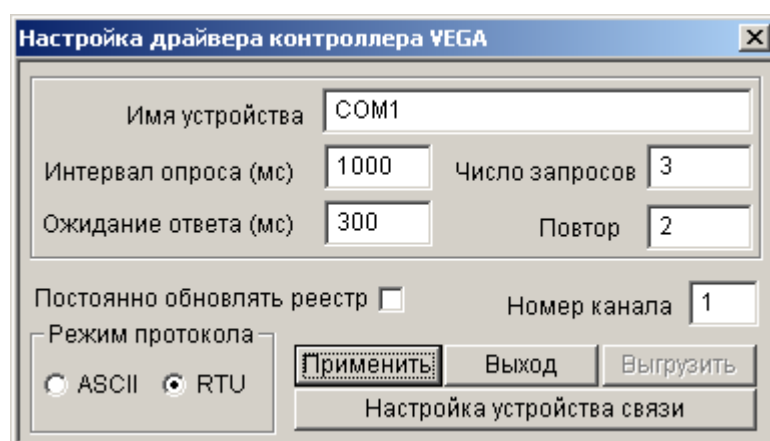 Настройка драйвера контроллера VEGA
Имя устройства COM1
Интервал опроса (мс) 1000 Число запросов 3
Ожидание ответа (мс) 300 Повтор 2
Постоянно обновлять реестр Номер канала 1
Режим протокола
Применить Выход Выгрузить
ASCII RTU
Настройка устройства связи